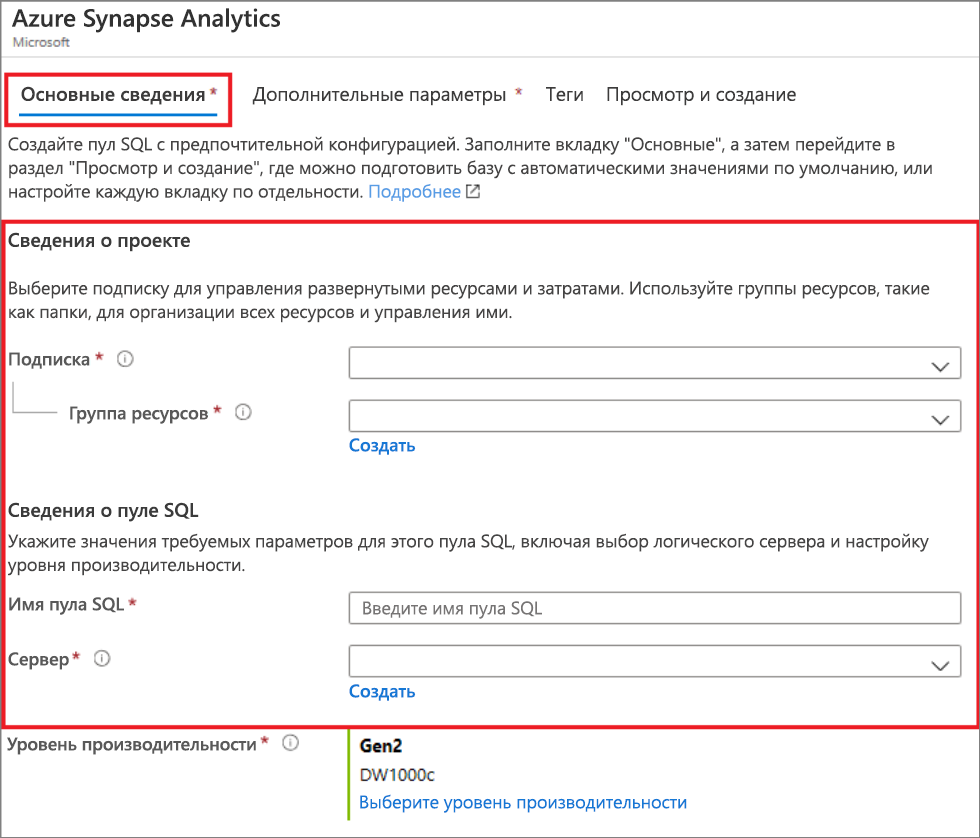 Azure Synapse Analytics
Microsoft
Основные сведения * Дополнительные параметры * Теги Просмотр и создание
Создайте пул SQL с предпочтительной конфигурацией. Заполните вкладку "Основные", а затем перейдите в
раздел "Просмотр и создание", где можно подготовить базу с автоматическими значениями по умолчанию, или
настройте каждую вкладку по отдельности. Подробнее
Сведения о проекте
Выберите подписку для управления развернутыми ресурсами и затратами. Используйте группы ресурсов, такие
как папки, для организации всех ресурсов и управления ими.
Подписка *
Группа ресурсов *
Создать
Сведения о пуле SQL
Укажите значения требуемых параметров для этого пула SQL, включая выбор логического сервера и настройку
уровня производительности.
Имя пула SQL * Введите имя пула SQL
Сервер *
Создать
Уровень производительности * Gen2
DW1000c
Выберите уровень производительности